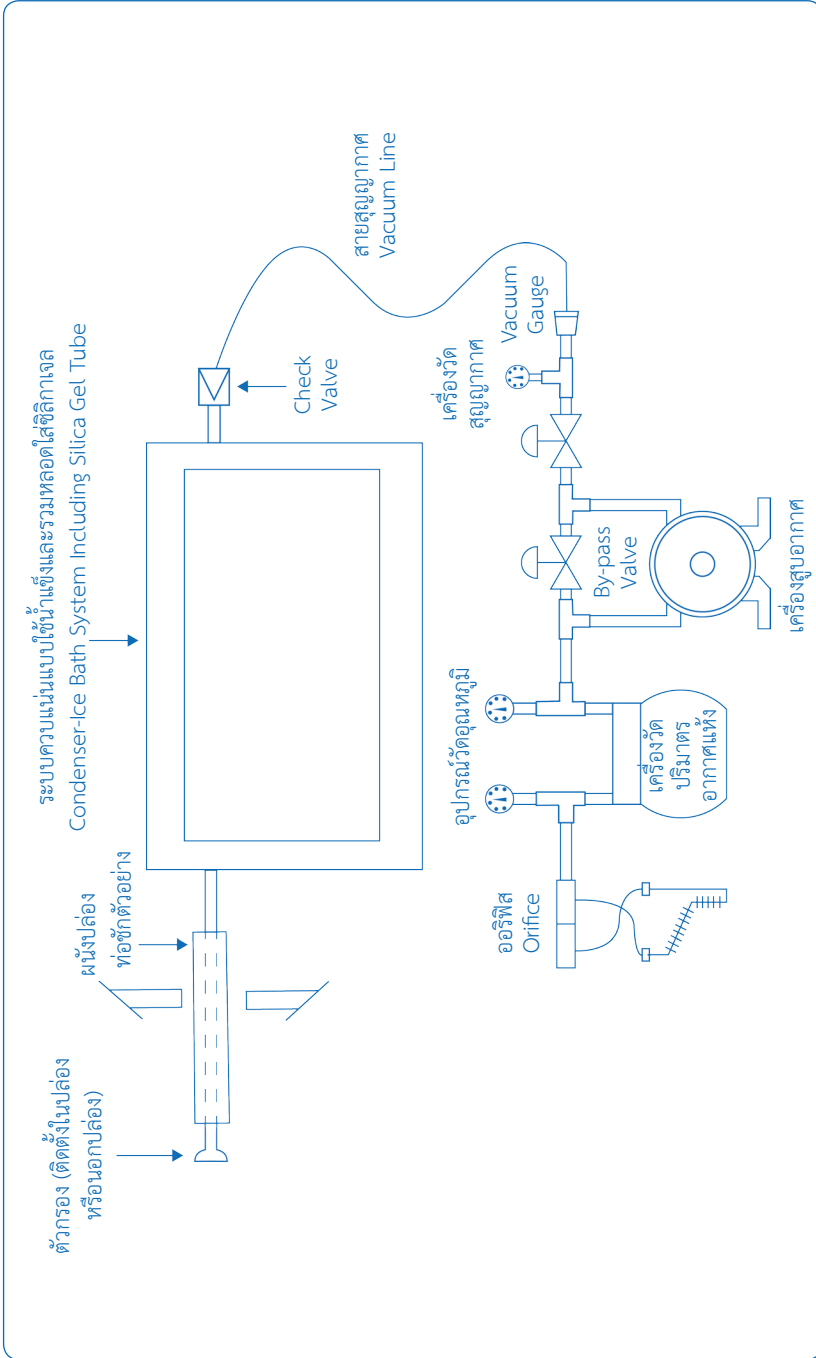 ตัวกรอง (ติดตั้งในปล่อง
หรือนอกปล่อง)
ผนังปล่อง
ท่อชักตัวอย่าง
ระบบควบแน่นแบบใช้น้ำแข็งและรวมหลอดใส่ซิลิกาเจล
Condenser-Ice Bath System Including Silica Gel Tube
Check
Valve
สายสุญญากาศ
Vacuum Line
ออริฟิส
Orifice
อุปกรณ์วัดอุณหภูมิ
เครื่องวัด
ปริมาตร
อากาศแห้ง
By-pass
Valve
เครื่องวัด
สุญญากาศ
Vacuum
Gauge
เครื่องสูบอากาศ